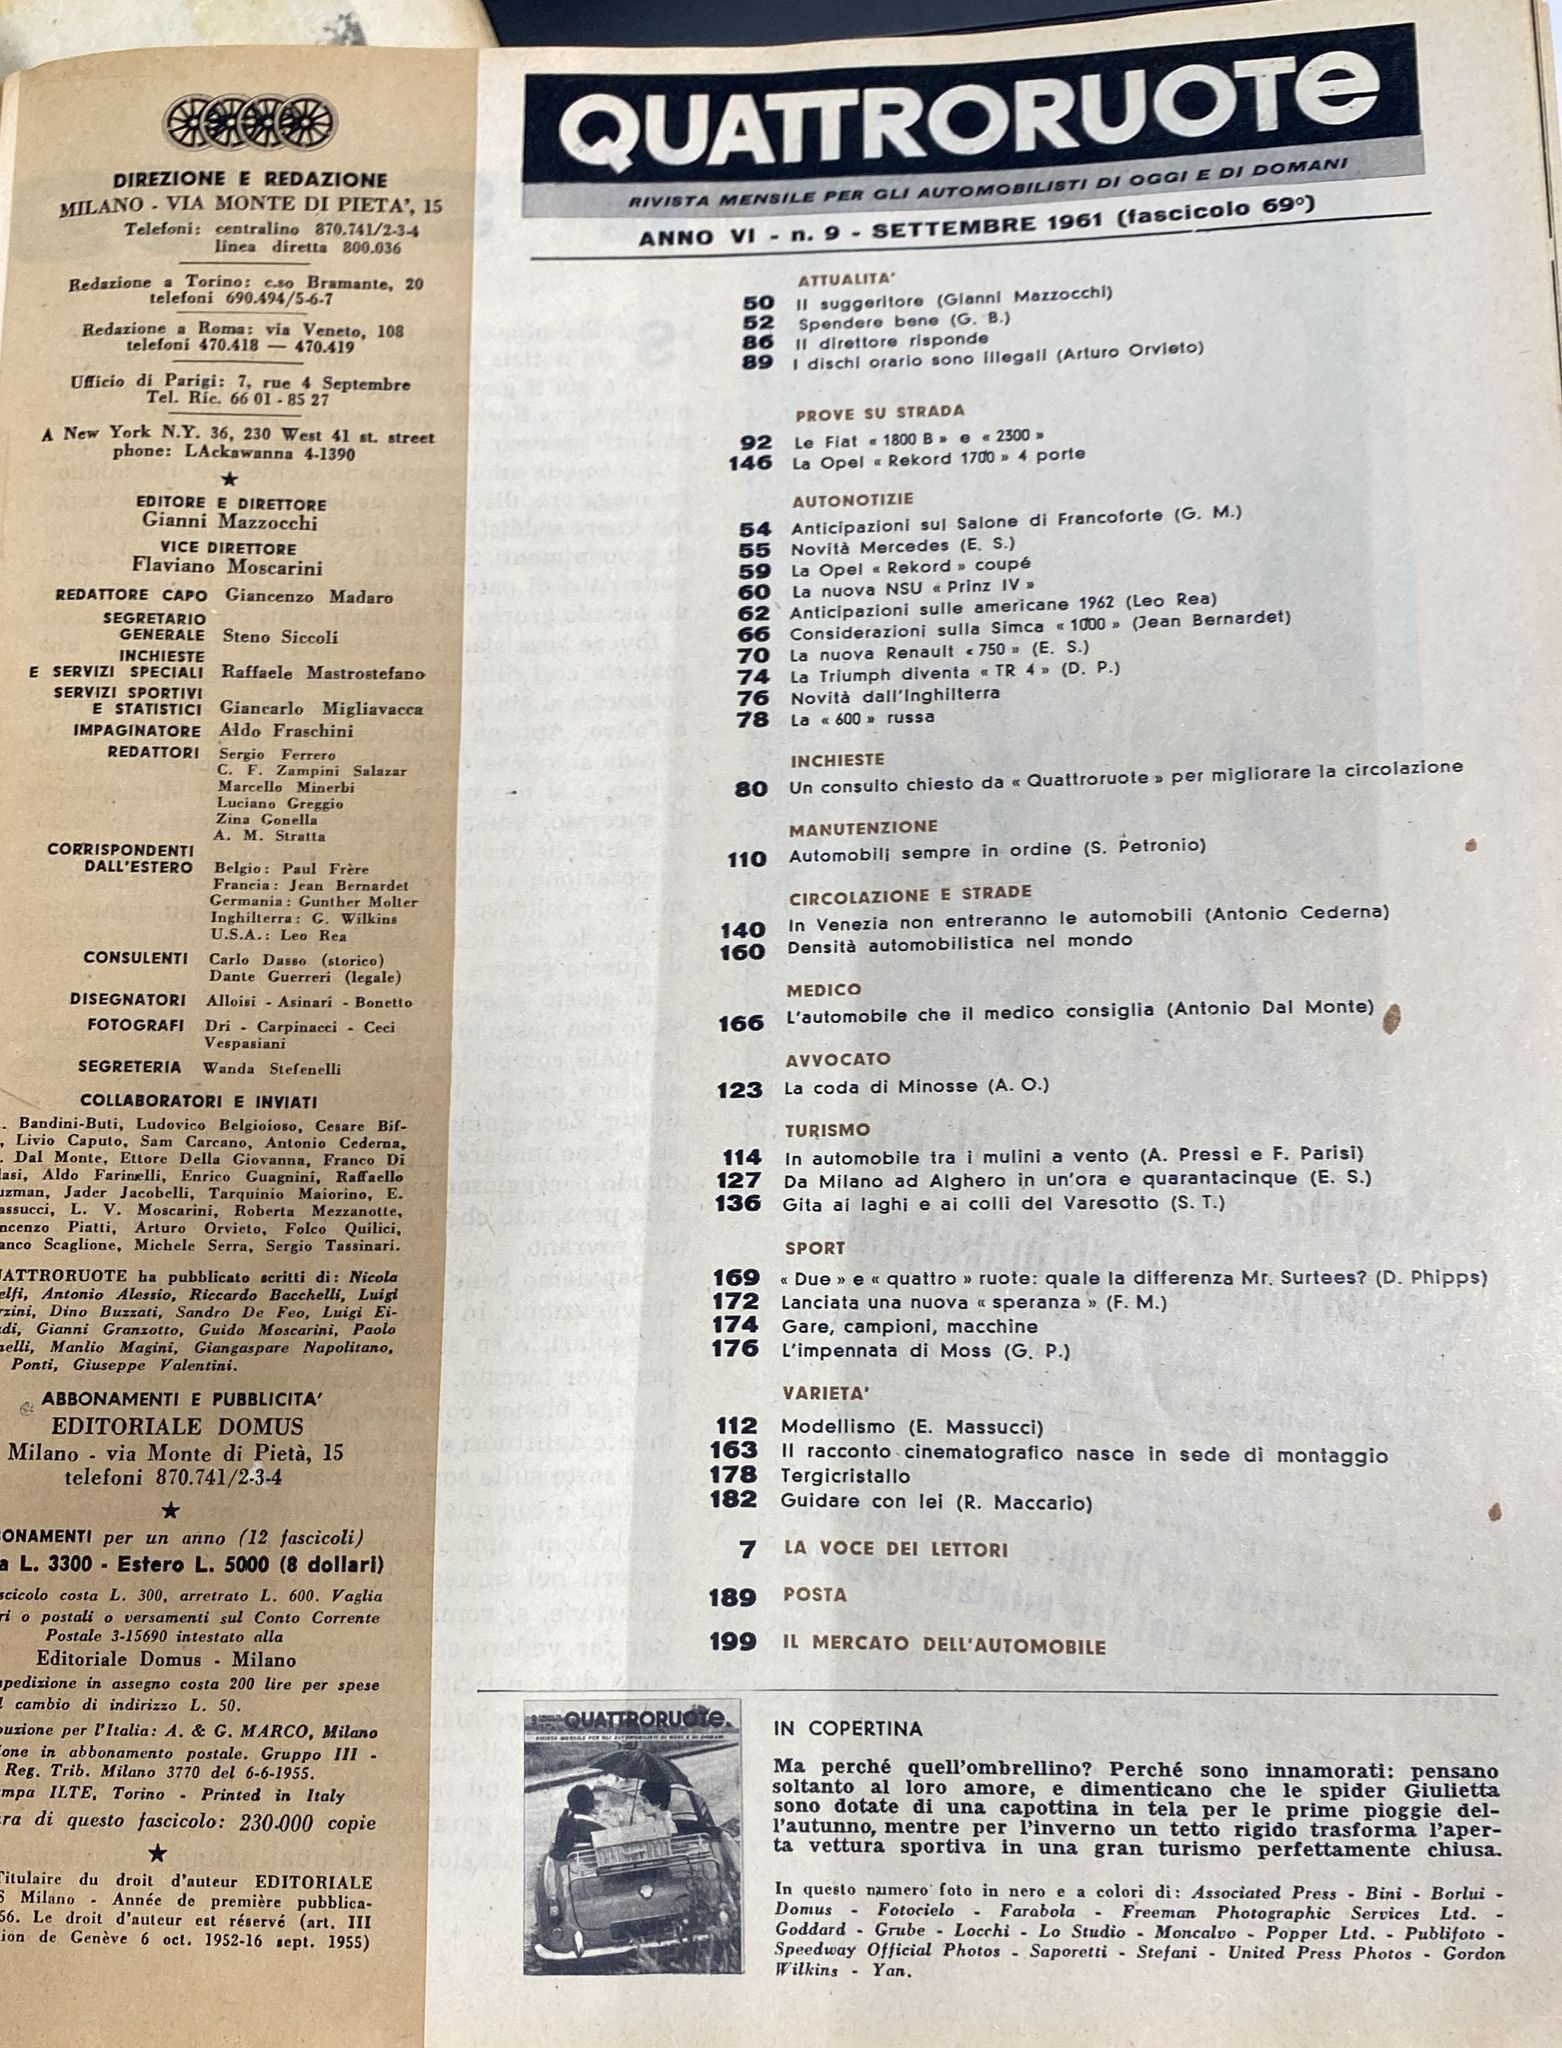 DIREZIONE E REDAZIONE
MILANO - VIA MONTE DI PIETA', 15
Telefoni: centralino 870.741/2-3-4
linea diretta 800.036
Redazione a Torino: c.so Bramante, 20
telefoni 690.494/5-6-7
Redazione a Roma: via Veneto, 108
telefoni 470.418 — 470.419
Ufficio di Parigi: 7, rue 4 Septembre
Tel. Ric. 66 01 - 85 27
A New York N.Y. 36, 230 West 41 st. street
phone: LAckawanna 4-1390
★
EDITORE E DIRETTORE
Gianni Mazzocchi
VICE DIRETTORE
Flaviano Moscarini
REDATTORE CAPO Giancenzo Madaro
SEGRETARIO
GENERALE Steno Siccoli
INCHIESTE
E SERVIZI SPECIALI Raffaele Mastrostefano
SERVIZI SPORTIVI
E STATISTICI Giancarlo Migliavacca
IMPAGINATORE Aldo Fraschini
REDATTORI Sergio Ferrero
C. F. Zampini Salazar
Marcello Minerbi
Luciano Greggio
Zina Gonella
A. M. Stratta
CORRISPONDENTI
DALL'ESTERO Belgio: Paul Frère
Francia: Jean Bernardet
Germania: Gunther Molter
Inghilterra: G. Wilkins
U.S.A.: Leo Rea
CONSULENTI Carlo Dasso (storico)
Dante Guerreri (legale)
DISEGNATORI Alloisi - Asinari - Bonetto
FOTOGRAFI Dri - Carpinacci - Ceci
Vespasiani
SEGRETERIA Wanda Stefenelli
COLLABORATORI E INVIATI
. Bandini-Buti, Ludovico Belgioioso, Cesare Bif-
, Livio Caputo, Sam Carcano, Antonio Cederna,
. Dal Monte, Ettore Della Giovanna, Franco Di
lasi, Aldo Farinelli, Enrico Guagnini, Raffaello
uzman, Jader Jacobelli, Tarquinio Maiorino, E.
assucci, L. V. Moscarini, Roberta Mezzanotte,
ncenzo Piatti, Arturo Orvieto, Folco Quilici,
anco Scaglione, Michele Serra, Sergio Tassinari.
UATTRORUOTE ha pubblicato scritti di: Nicola
elfi, Antonio Alessio, Riccardo Bacchelli, Luigi
rzini, Dino Buzzati, Sandro De Feo, Luigi Ei-
udi, Gianni Granzotto, Guido Moscarini, Paolo
nelli, Manlio Magini, Giangaspare Napolitano,
Ponti, Giuseppe Valentini.
ABBONAMENTI E PUBBLICITA'
EDITORIALE DOMUS
Milano - via Monte di Pietà, 15
telefoni 870.741/2-3-4
★
ONAMENTI per un anno (12 fascicoli)
a L. 3300 - Estero L. 5000 (8 dollari)
scicolo costa L. 300, arretrato L. 600. Vaglia
ri o postali o versamenti sul Conto Corrente
Postale 3-15690 intestato alla
Editoriale Domus - Milano
spedizione in assegno costa 200 lire per spese
l cambio di indirizzo L. 50.
buzione per l'Italia: A. & G. MARCO, Milano
ione in abbonamento postale. Gruppo III -
Reg. Trib. Milano 3770 del 6-6-1955.
mpa ILTE, Torino - Printed in Italy
ra di questo fascicolo: 230.000 copie
★
Titulaire du droit d'auteur EDITORIALE
S Milano - Année de première pubblica-
56. Le droit d'auteur est réservé (art. III
ion de Genève 6 oct. 1952-16 sept. 1955)
QUATTRORUOTE
RIVISTA MENSILE PER GLI AUTOMOBILISTI DI OGGI E DI DOMANI
ANNO VI - n. 9 - SETTEMBRE 1961 (fascicolo 69°)
ATTUALITA'
50 Il suggeritore (Gianni Mazzocchi)
52 Spendere bene (G. B.)
86 Il direttore risponde
89 I dischi orario sono illegali (Arturo Orvieto)
PROVE SU STRADA
92 Le Fiat « 1800 B » e « 2300 »
146 La Opel « Rekord 1700 » 4 porte
AUTONOTIZIE
54 Anticipazioni sul Salone di Francoforte (G. M.)
55 Novità Mercedes (E. S.)
59 La Opel « Rekord » coupé
60 La nuova NSU « Prinz IV »
62 Anticipazioni sulle americane 1962 (Leo Rea)
66 Considerazioni sulla Simca « 1000 » (Jean Bernardet)
70 La nuova Renault « 750 » (E. S.)
74 La Triumph diventa « TR 4 » (D. P.)
76 Novità dall'Inghilterra
78 La « 600 » russa
INCHIESTE
80 Un consulto chiesto da « Quattroruote » per migliorare la circolazione
MANUTENZIONE
110 Automobili sempre in ordine (S. Petronio)
CIRCOLAZIONE E STRADE
140 In Venezia non entreranno le automobili (Antonio Cederna)
160 Densità automobilistica nel mondo
MEDICO
166 L'automobile che il medico consiglia (Antonio Dal Monte)
AVVOCATO
123 La coda di Minosse (A. O.)
TURISMO
114 In automobile tra i mulini a vento (A. Pressi e F. Parisi)
127 Da Milano ad Alghero in un'ora e quarantacinque (E. S.)
136 Gita ai laghi e ai colli del Varesotto (S. T.)
SPORT
169 « Due » e « quattro » ruote: quale la differenza Mr. Surtees? (D. Phipps)
172 Lanciata una nuova « speranza » (F. M.)
174 Gare, campioni, macchine
176 L'impennata di Moss (G. P.)
VARIETA'
112 Modellismo (E. Massucci)
163 Il racconto cinematografico nasce in sede di montaggio
178 Tergicristallo
182 Guidare con lei (R. Maccario)
7 LA VOCE DEI LETTORI
189 POSTA
199 IL MERCATO DELL'AUTOMOBILE
QUATTRORUOTE
RIVISTA MENSILE PER GLI AUTOMOBILISTI DI OGGI E DI DOMANI
IN COPERTINA
Ma perché quell'ombrellino? Perché sono innamorati: pensano
soltanto al loro amore, e dimenticano che le spider Giulietta
sono dotate di una capottina in tela per le prime pioggie del-
l'autunno, mentre per l'inverno un tetto rigido trasforma l'aper-
ta vettura sportiva in una gran turismo perfettamente chiusa.
In questo numero foto in nero e a colori di: Associated Press - Bini - Borlui -
Domus - Fotocielo - Farabola - Freeman Photographic Services Ltd. -
Goddard - Grube - Locchi - Lo Studio - Moncalvo - Popper Ltd. - Publifoto -
Speedway Official Photos - Saporetti - Stefani - United Press Photos - Gordon
Wilkins - Yan.